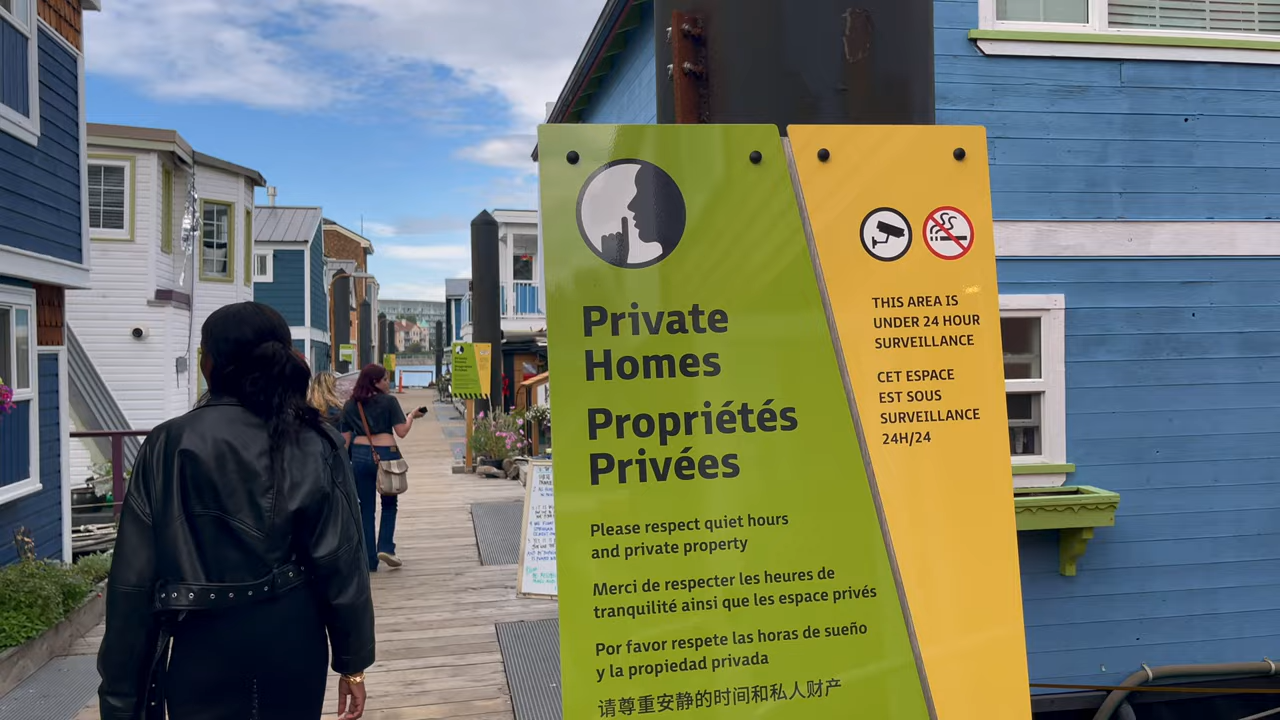 Private
Homes
Propriétés
Privées
Please respect quiet hours
and private property
Merci de respecter les heures de
tranquilité ainsi que les espace privés
Por favor respete las horas de sueño
y la propiedad privada
请尊重安静的时间和私人财产
THIS AREA IS
UNDER 24 HOUR
SURVEILLANCE
CET ESPACE
EST SOUS
SURVEILLANCE
24H/24